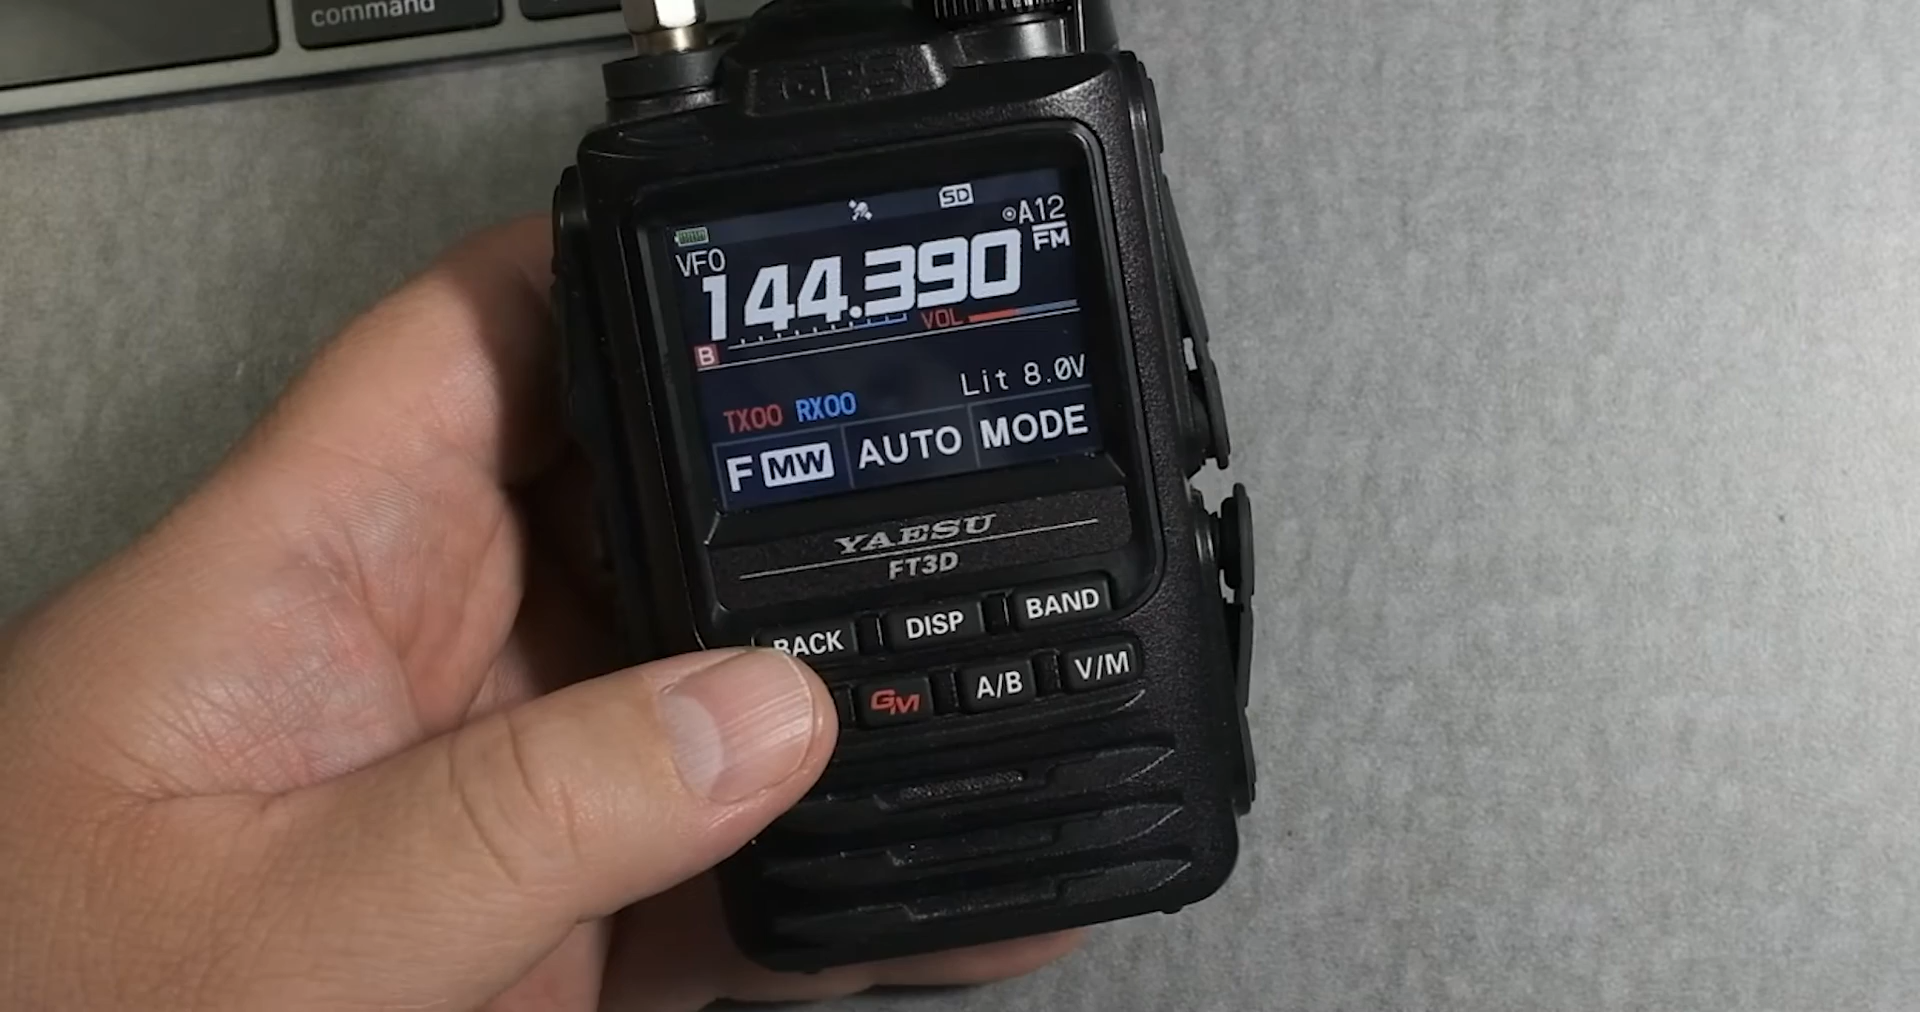 command
GPS
SD
⦿A12
VFO
144.390
FM
VOL
B
Lit 8.0V
TX00 RX00
F MW AUTO MODE
YAESU
FT3D
BACK DISP BAND
GM A/B V/M